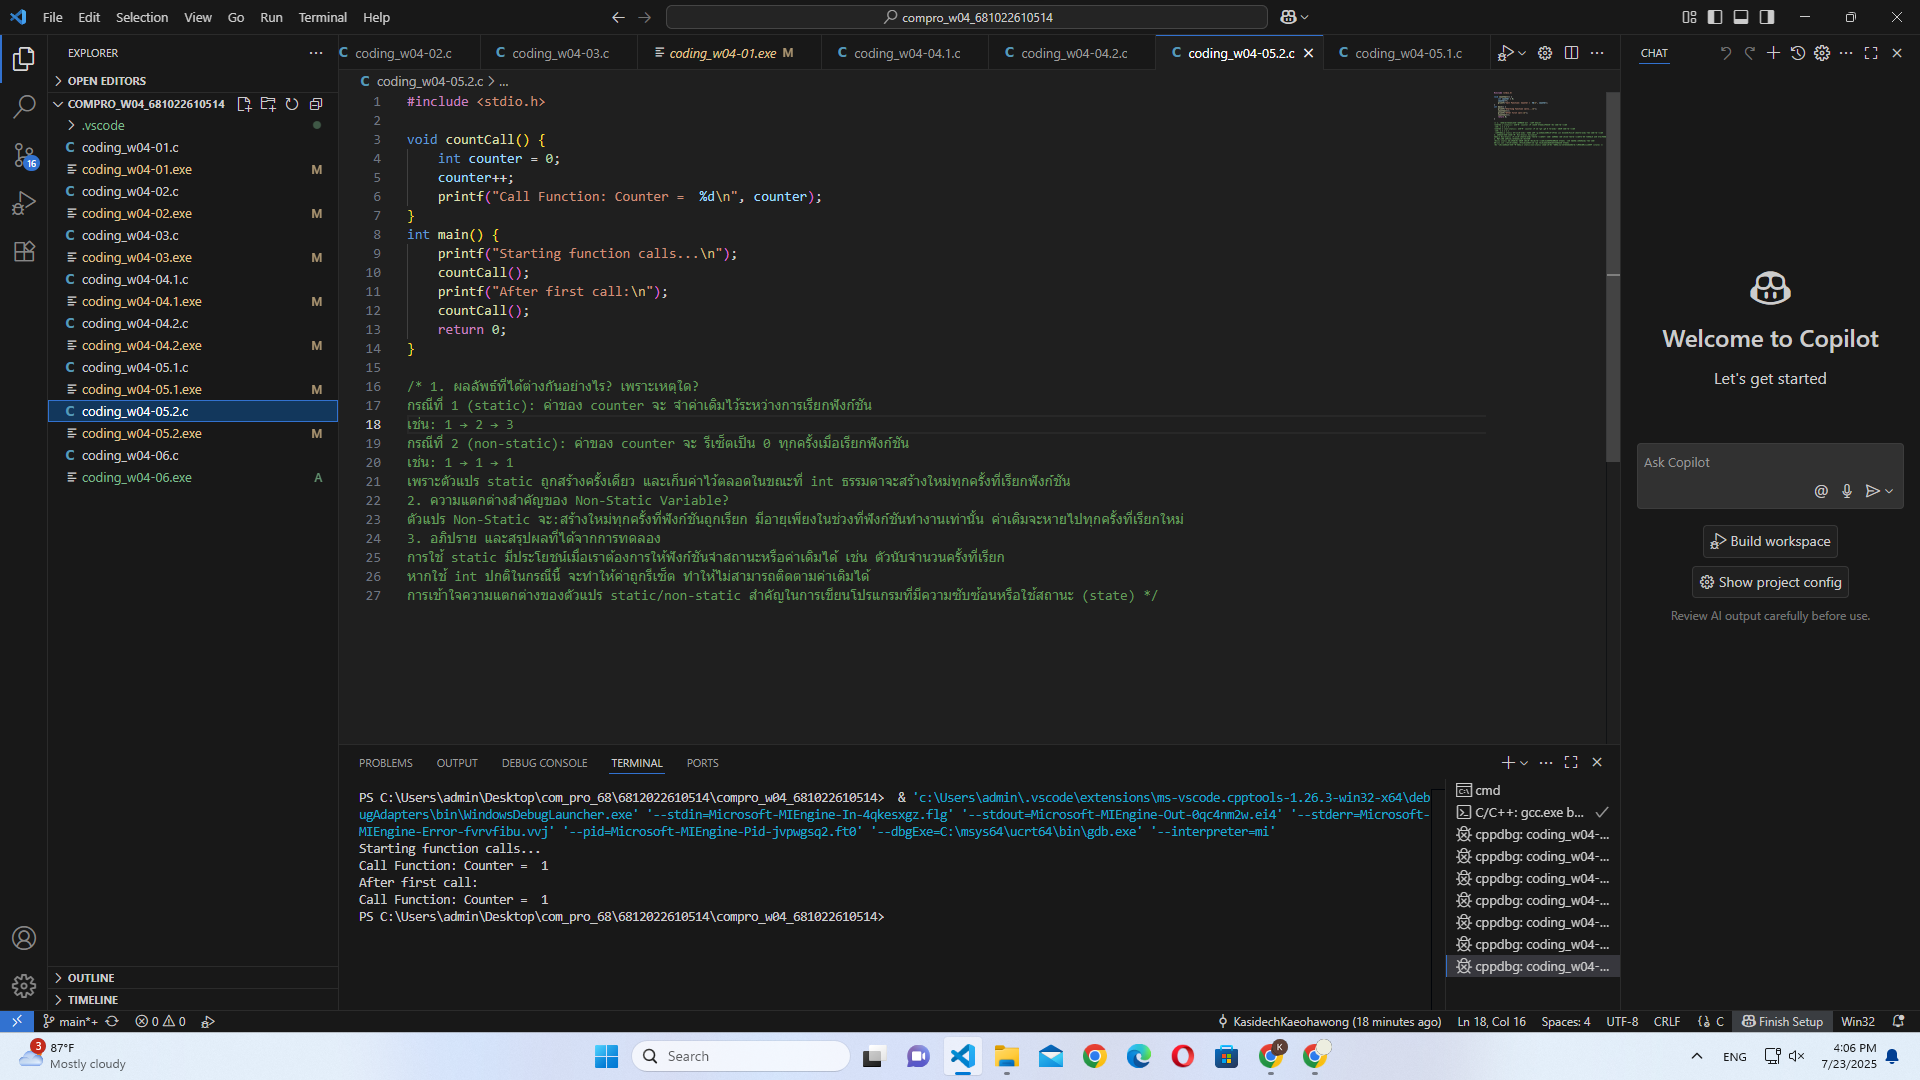 File Edit Selection View Go Run Terminal Help
compro_w04_681022610514
EXPLORER
OPEN EDITORS
COMPRO_W04_681022610514
.vscode
coding_w04-01.c
coding_w04-01.exe M
coding_w04-02.c
coding_w04-02.exe M
coding_w04-03.c
coding_w04-03.exe M
coding_w04-04.1.c
coding_w04-04.1.exe M
coding_w04-04.2.c
coding_w04-04.2.exe M
coding_w04-05.1.c
coding_w04-05.1.exe M
coding_w04-05.2.c
coding_w04-05.2.exe M
coding_w04-06.c
coding_w04-06.exe A
OUTLINE
TIMELINE
16
coding_w04-02.c coding_w04-03.c coding_w04-01.exe M coding_w04-04.1.c coding_w04-04.2.c coding_w04-05.2.c coding_w04-05.1.c
coding_w04-05.2.c > ...
1 #include <stdio.h>
2
3 void countCall() {
4 int counter = 0;
5 counter++;
6 printf("Call Function: Counter =  %d\n", counter);
7 }
8 int main() {
9 printf("Starting function calls...\n");
10 countCall();
11 printf("After first call:\n");
12 countCall();
13 return 0;
14 }
15
16 /* 1. ผลลัพธ์ที่ได้ต่างกันอย่างไร? เพราะเหตุใด?
17 กรณีที่ 1 (static): ค่าของ counter จะ จำค่าเดิมไว้ระหว่างการเรียกฟังก์ชัน
18 เช่น: 1 → 2 → 3
19 กรณีที่ 2 (non-static): ค่าของ counter จะ รีเซ็ตเป็น 0 ทุกครั้งเมื่อเรียกฟังก์ชัน
20 เช่น: 1 → 1 → 1
21 เพราะตัวแปร static ถูกสร้างครั้งเดียว และเก็บค่าไว้ตลอดในขณะที่ int ธรรมดาจะสร้างใหม่ทุกครั้งที่เรียกฟังก์ชัน
22 2. ความแตกต่างสำคัญของ Non-Static Variable?
23 ตัวแปร Non-Static จะ:สร้างใหม่ทุกครั้งที่ฟังก์ชันถูกเรียก มีอายุเพียงในช่วงที่ฟังก์ชันทำงานเท่านั้น ค่าเดิมจะหายไปทุกครั้งที่เรียกใหม่
24 3. อภิปราย และสรุปผลที่ได้จากการทดลอง
25 การใช้ static มีประโยชน์เมื่อเราต้องการให้ฟังก์ชันจำสถานะหรือค่าเดิมได้ เช่น ตัวนับจำนวนครั้งที่เรียก
26 หากใช้ int ปกติในกรณีนี้ จะทำให้ค่าถูกรีเซ็ต ทำให้ไม่สามารถติดตามค่าเดิมได้
27 การเข้าใจความแตกต่างของตัวแปร static/non-static สำคัญในการเขียนโปรแกรมที่มีความซับซ้อนหรือใช้สถานะ (state) */
PROBLEMS OUTPUT DEBUG CONSOLE TERMINAL PORTS
PS C:\Users\admin\Desktop\com_pro_68\6812022610514\compro_w04_681022610514>  & 'c:\Users\admin\.vscode\extensions\ms-vscode.cpptools-1.26.3-win32-x64\deb
ugAdapters\bin\WindowsDebugLauncher.exe' '--stdin=Microsoft-MIEngine-In-4qkesxgz.flg' '--stdout=Microsoft-MIEngine-Out-0qc4nm2w.ei4' '--stderr=Microsoft-
MIEngine-Error-fvrvfibu.vvj' '--pid=Microsoft-MIEngine-Pid-jvpwgsq2.ft0' '--dbgExe=C:\msys64\ucrt64\bin\gdb.exe' '--interpreter=mi'
Starting function calls...
Call Function: Counter =  1
After first call:
Call Function: Counter =  1
PS C:\Users\admin\Desktop\com_pro_68\6812022610514\compro_w04_681022610514>
cmd
C/C++: gcc.exe b...
cppdbg: coding_w04-...
cppdbg: coding_w04-...
cppdbg: coding_w04-...
cppdbg: coding_w04-...
cppdbg: coding_w04-...
cppdbg: coding_w04-...
cppdbg: coding_w04-...
CHAT
Welcome to Copilot
Let's get started
Ask Copilot
Build workspace
Show project config
Review AI output carefully before use.
main*+ 0 0 KasidechKaeohawong (18 minutes ago) Ln 18, Col 16 Spaces: 4 UTF-8 CRLF {} C Finish Setup Win32
3
87°F
Mostly cloudy
Search
K
ENG
4:06 PM
7/23/2025